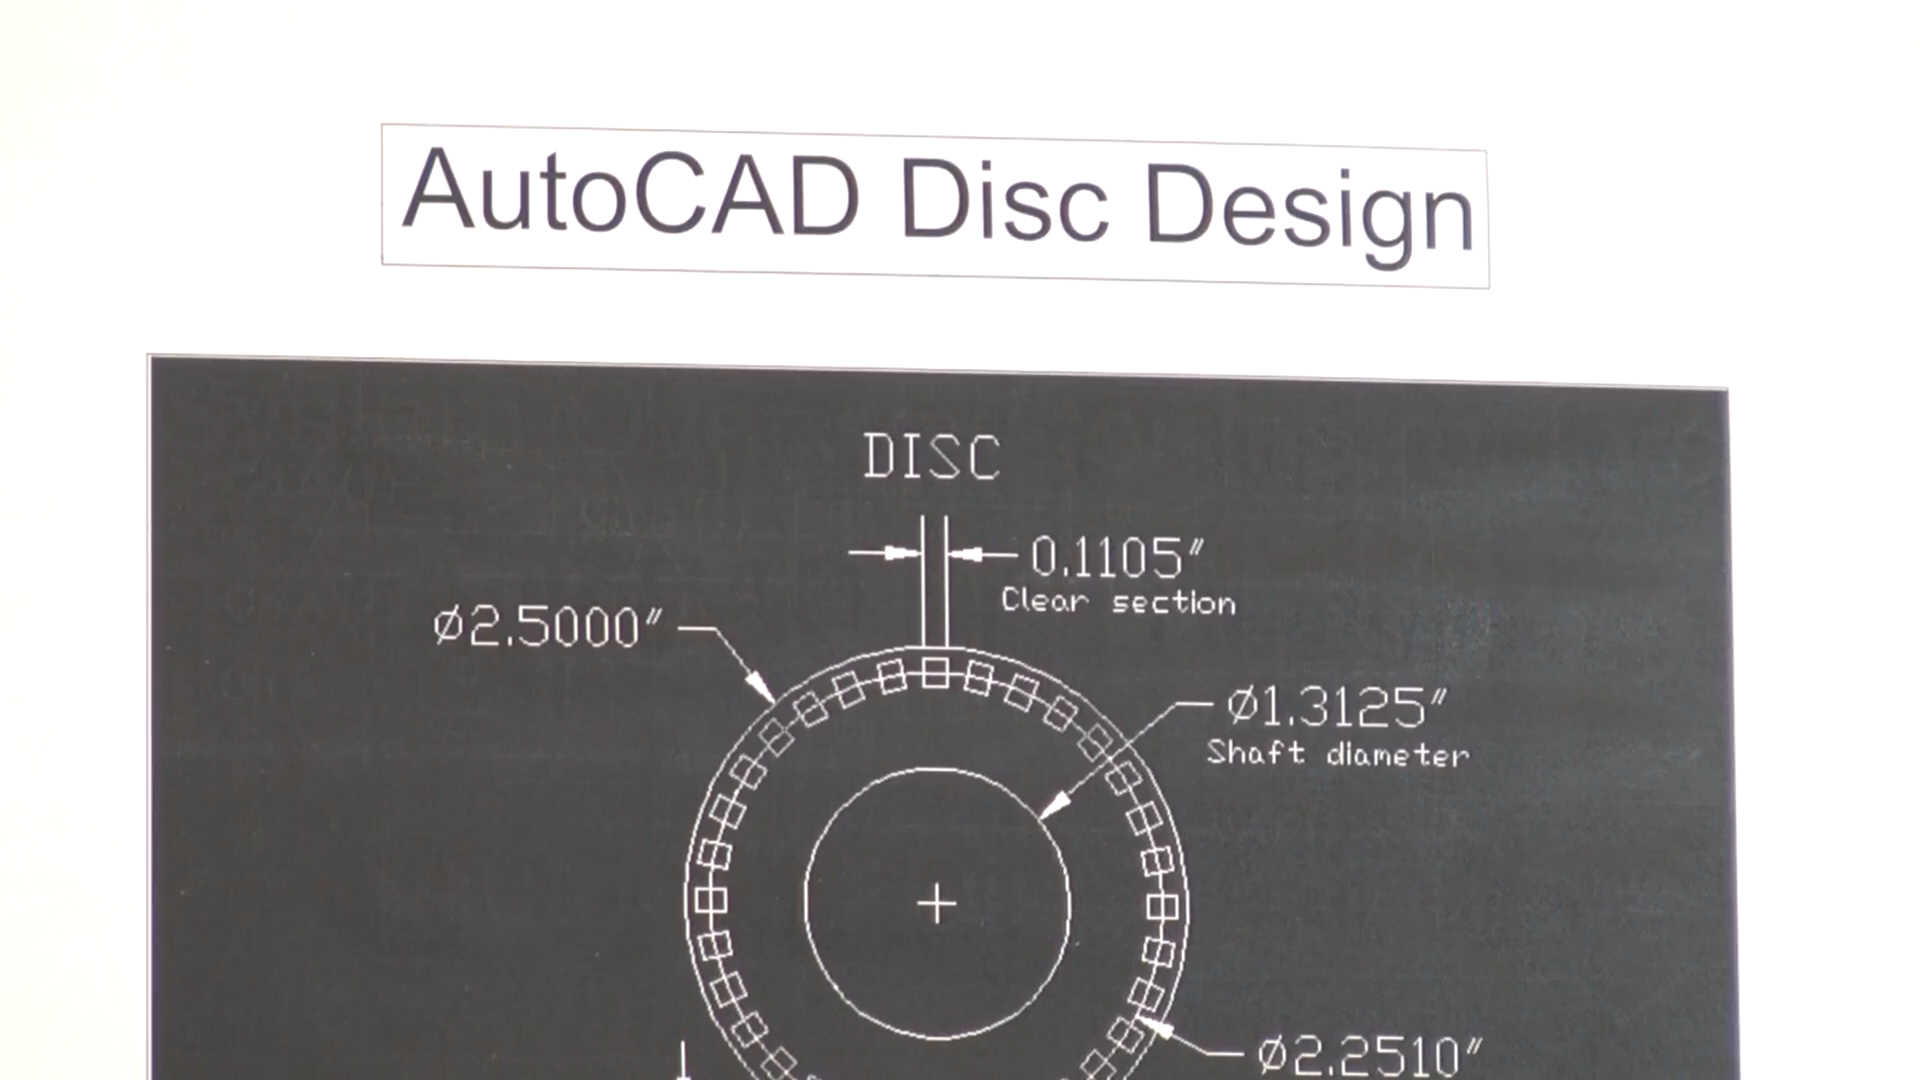 AutoCAD Disc Design
DISC
0.1105"
Clear section
Ø2.5000"
Ø1.3125"
Shaft diameter
Ø2.2510"